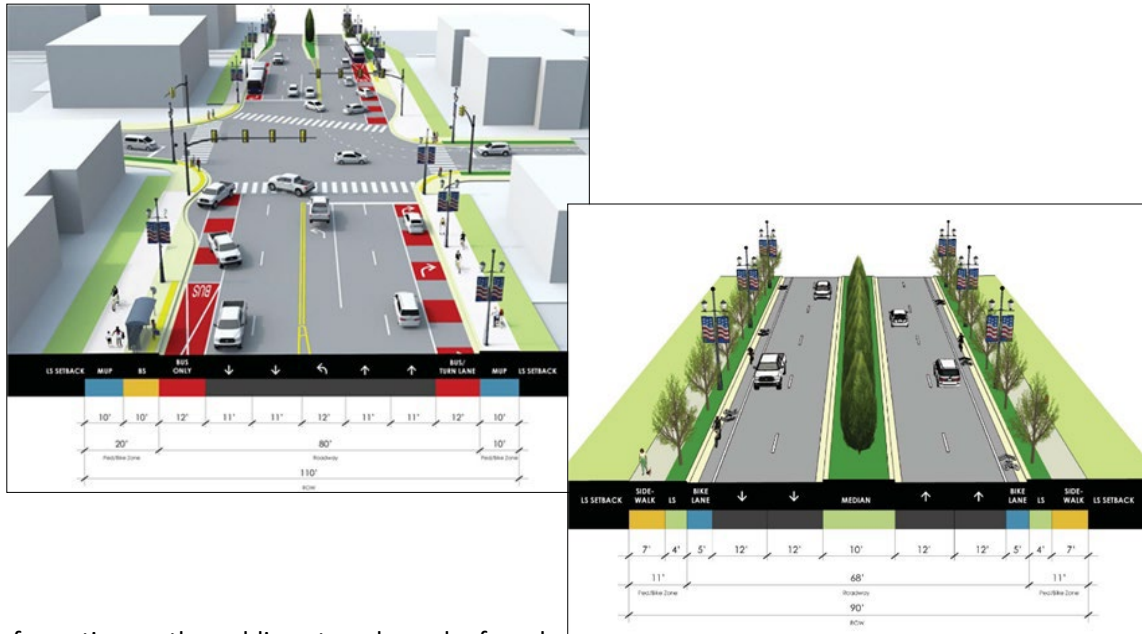 BUS
LS SETBACK MUP BS BUS ONLY ↓ ↓ ↰ ↑ ↑ BUS/ TURN LANE MUP LS SETBACK
10' 10' 12' 11' 11' 12' 11' 11' 12' 10'
20' 80' 10'
Ped/Bike Zone Roadway Ped/Bike Zone
110'
ROW
LS SETBACK SIDE- WALK LS BIKE LANE ↓ ↓ MEDIAN ↑ ↑ BIKE LANE LS SIDE- WALK LS SETBACK
7' 4' 5' 12' 12' 10' 12' 12' 5' 4' 7'
11' 68' 11'
Ped/Bike Zone Roadway Ped/Bike Zone
90'
ROW